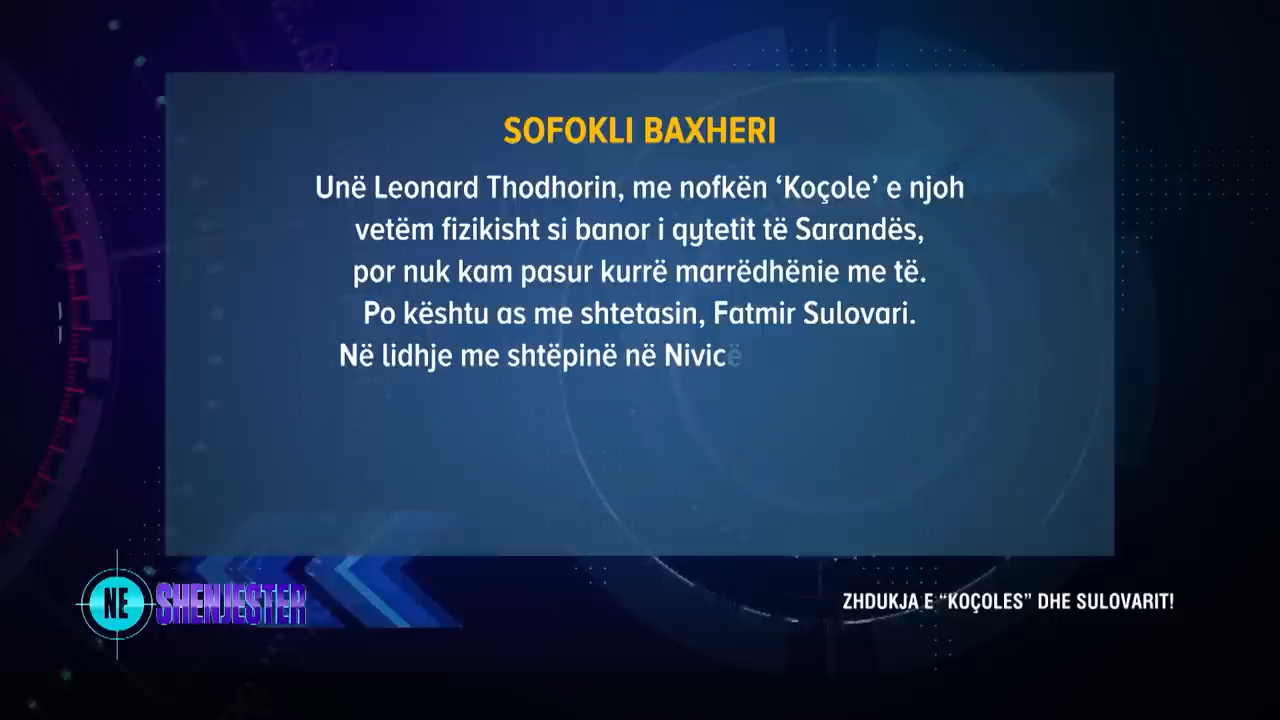 SOFOKLI BAXHERI
Unë Leonard Thodhorin, me nofkën ‘Koçole’ e njoh
vetëm fizikisht si banor i qytetit të Sarandës,
por nuk kam pasur kurrë marrëdhënie me të.
Po kështu as me shtetasin, Fatmir Sulovari.
Në lidhje me shtëpinë në Nivicë
NE SHENJESTER
ZHDUKJA E “KOÇOLES” DHE SULOVARIT!